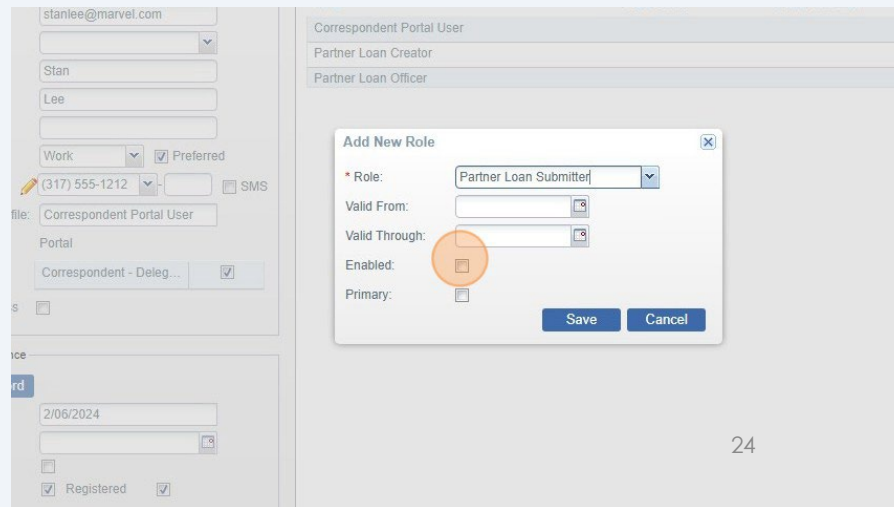 stanlee@marvel.com
Stan
Lee
Work
Preferred
(317) 555-1212
-
SMS
file:
Correspondent Portal User
Portal
Correspondent - Deleg...
s
nce
rd
2/06/2024
Registered
Correspondent Portal User
Partner Loan Creator
Partner Loan Officer
Add New Role
* Role:
Partner Loan Submitter
Valid From:
Valid Through:
Enabled:
Primary:
Save
Cancel
24